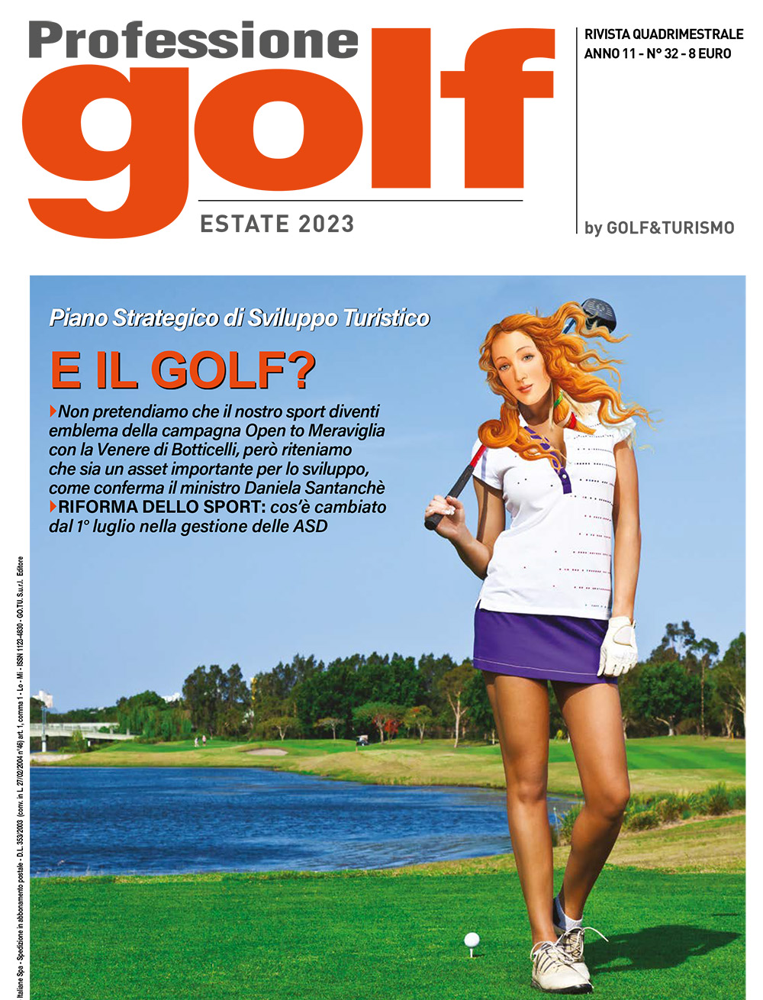 Professione
golf
ESTATE 2023
RIVISTA QUADRIMESTRALE
ANNO 11 - N° 32 - 8 EURO
by GOLF&TURISMO
Piano Strategico di Sviluppo Turistico
E IL GOLF?
Non pretendiamo che il nostro sport diventi
emblema della campagna Open to Meraviglia
con la Venere di Botticelli, però riteniamo
che sia un asset importante per lo sviluppo,
come conferma il ministro Daniela Santanchè
RIFORMA DELLO SPORT: cos'è cambiato
dal 1° luglio nella gestione delle ASD
Italiane Spa - Spedizione in abbonamento postale - D.L. 353/2003 (conv. in L. 27/02/2004 n°46) art. 1, comma 1 - Lo - Mi - ISSN 1123-4830 - GO.TU. S.u.r.l. Editore